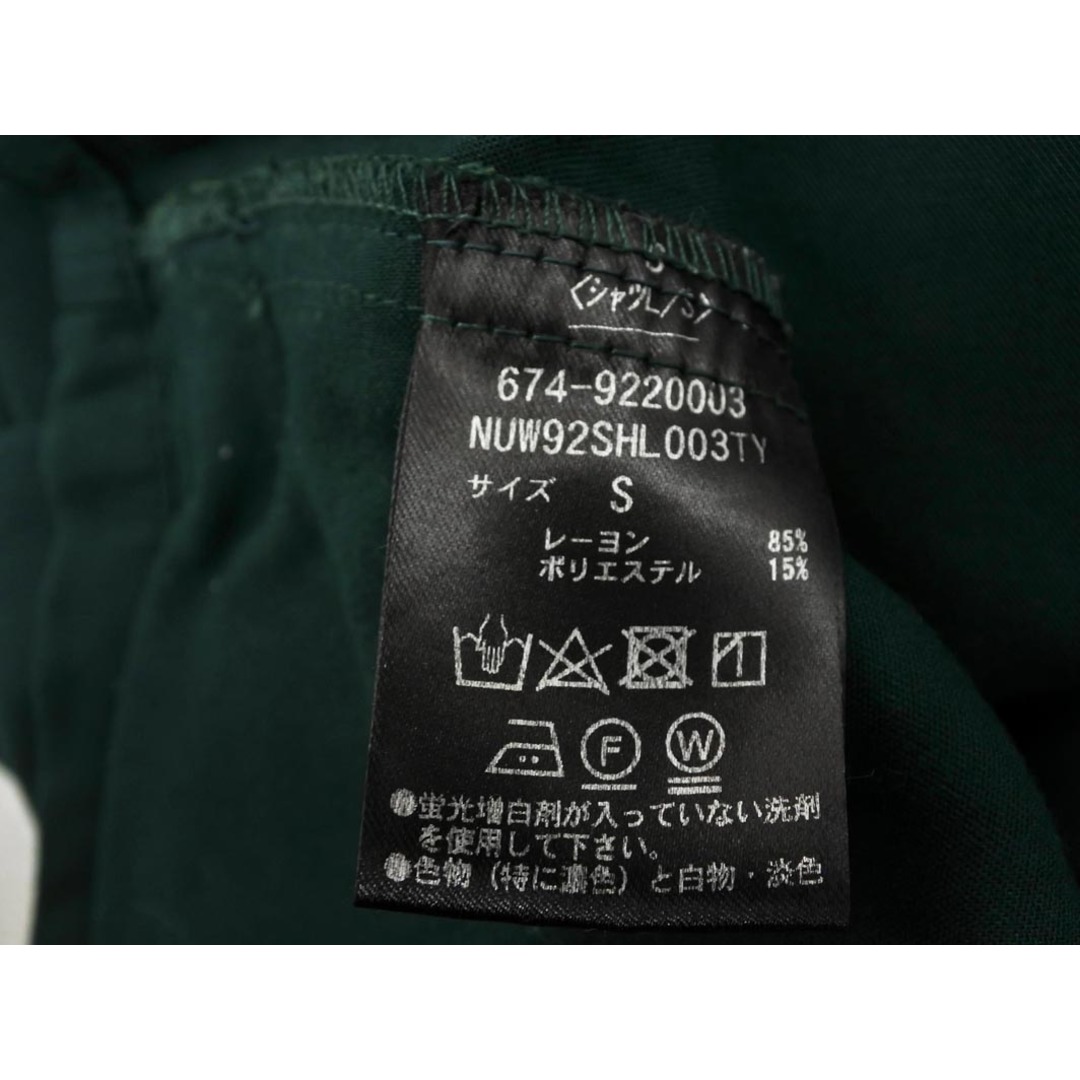 S
〈シャツL/S〉
674-9220003
NUW92SHL003TY
サイズ S
レーヨン 85%
ポリエステル 15%
F W
●蛍光増白剤が入っていない洗剤
を使用して下さい。
●色物(特に濃色)と白物・淡色